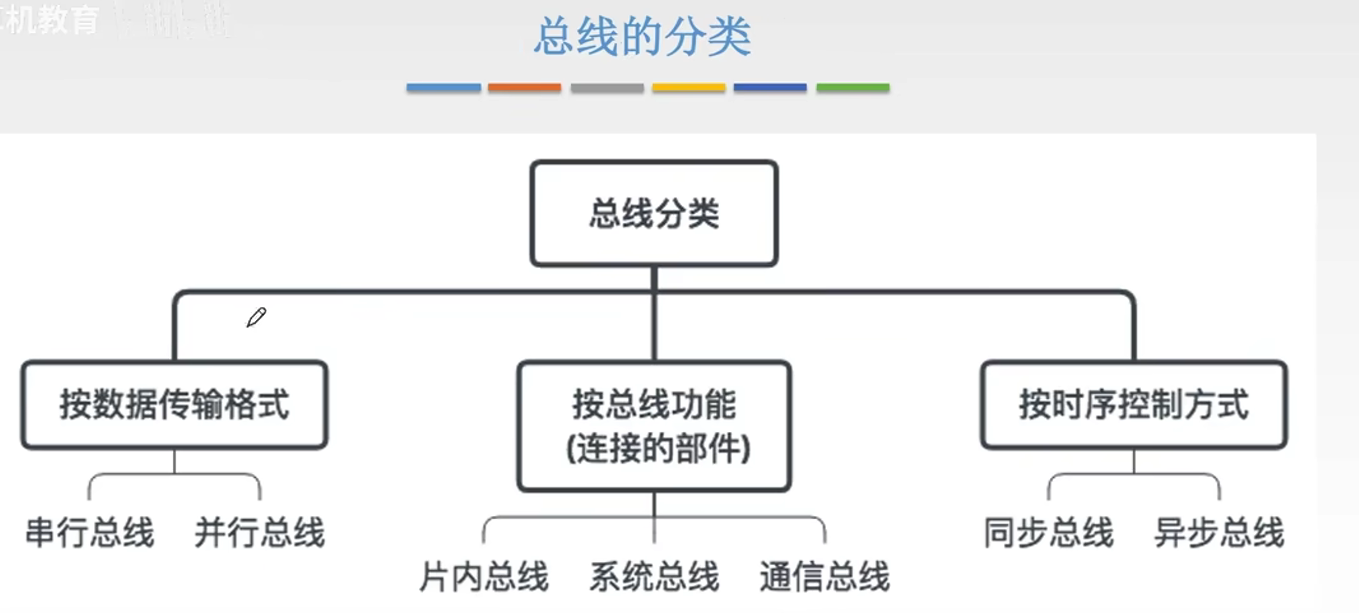 机教育
总线的分类
总线分类
按数据传输格式
按总线功能
(连接的部件)
按时序控制方式
串行总线
并行总线
片内总线
系统总线
通信总线
同步总线
异步总线